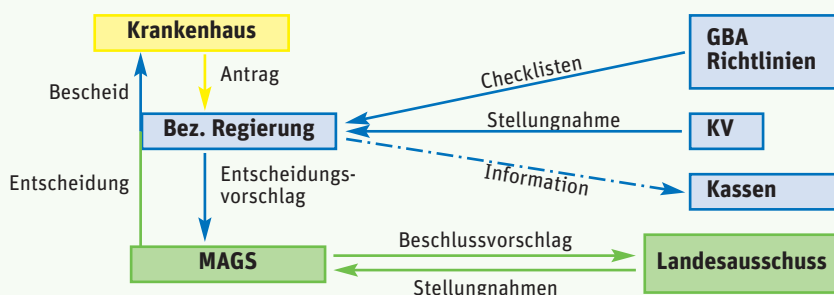 Krankenhaus
GBA
Richtlinien
Antrag
Checklisten
Bescheid
Bez. Regierung
Stellungnahme
KV
Entscheidung
Entscheidungs-
vorschlag
Information
Kassen
MAGS
Beschlussvorschlag
Landesausschuss
Stellungnahmen